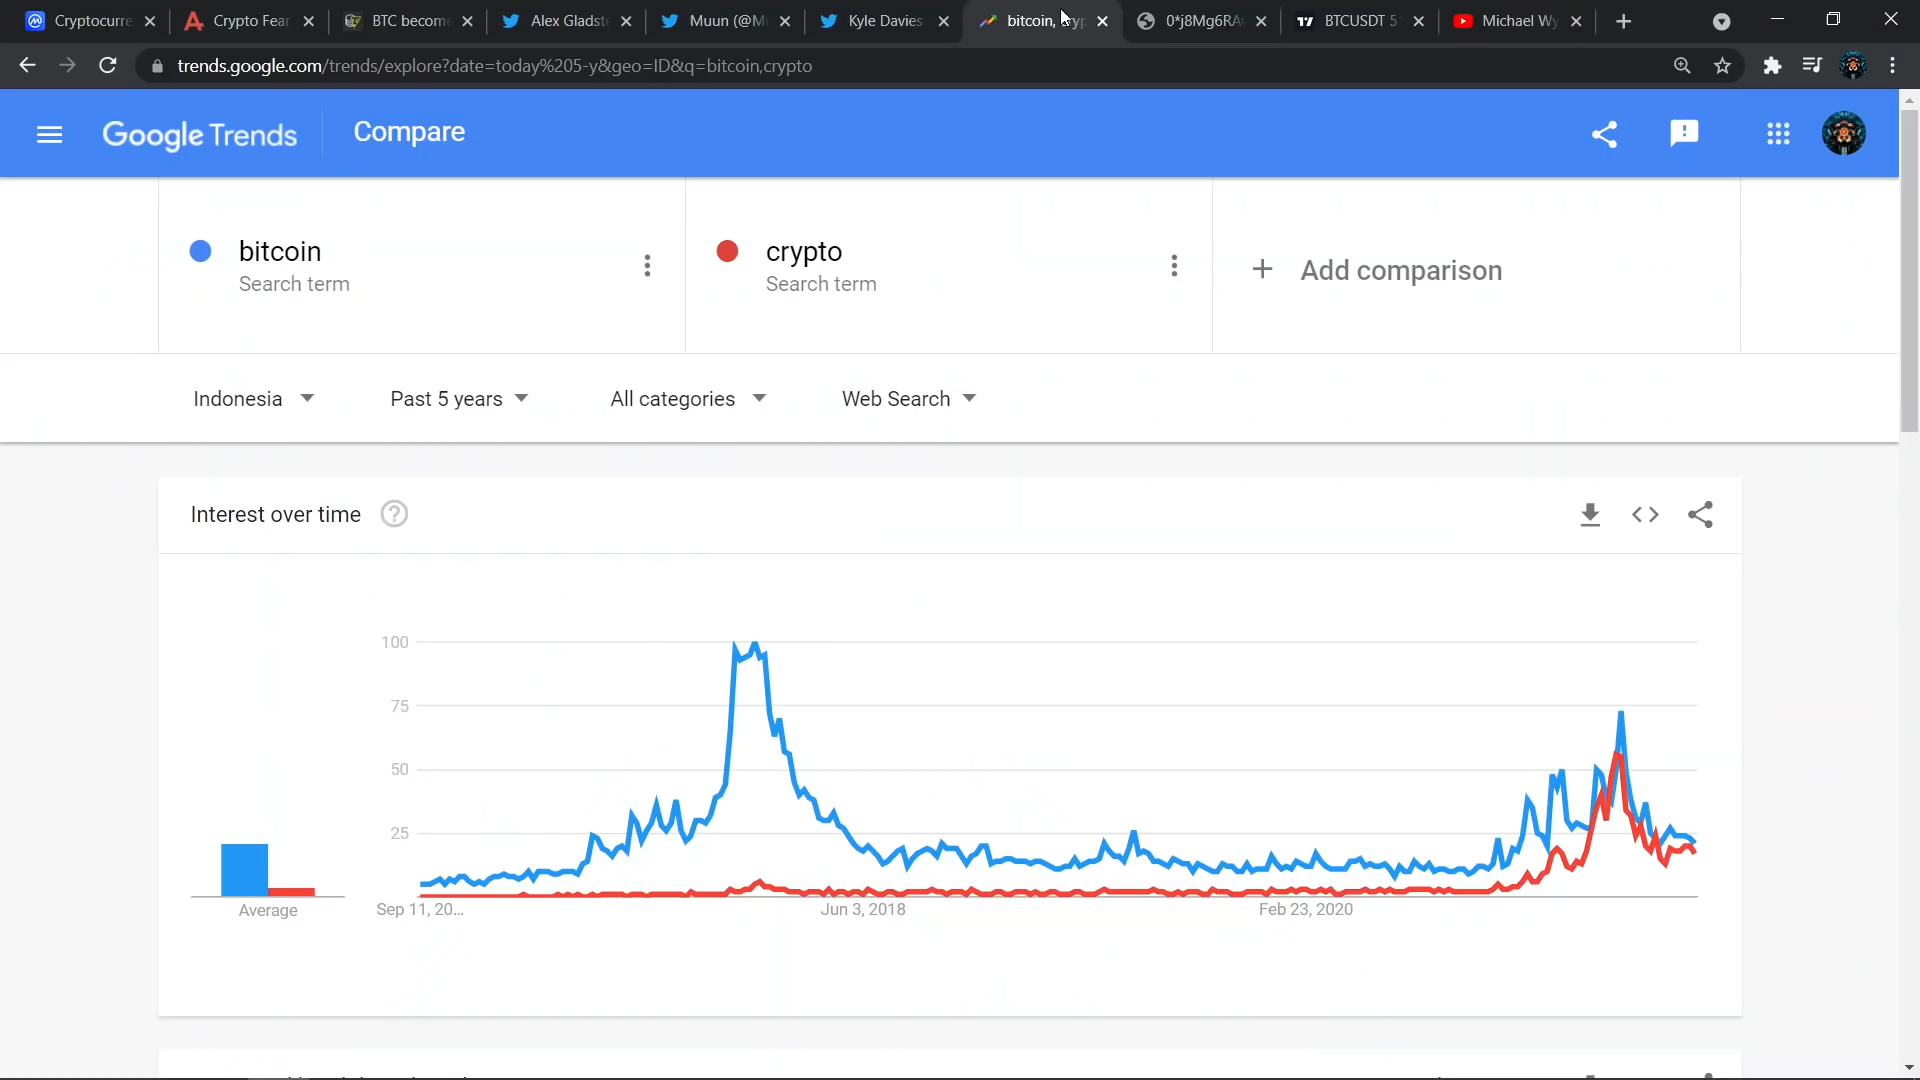 Cryptocurre
Crypto Fear
BTC becom
Alex Gladst
Muun (@M
Kyle Davies
bitcoin, cryp
0*j8Mg6RA
BTCUSDT 5
Michael Wy
trends.google.com/trends/explore?date=today%205-y&geo=ID&q=bitcoin,crypto
Google Trends
Compare
bitcoin
Search term
crypto
Search term
+ Add comparison
Indonesia
Past 5 years
All categories
Web Search
Interest over time
100
75
50
25
Average
Sep 11, 20...
Jun 3, 2018
Feb 23, 2020